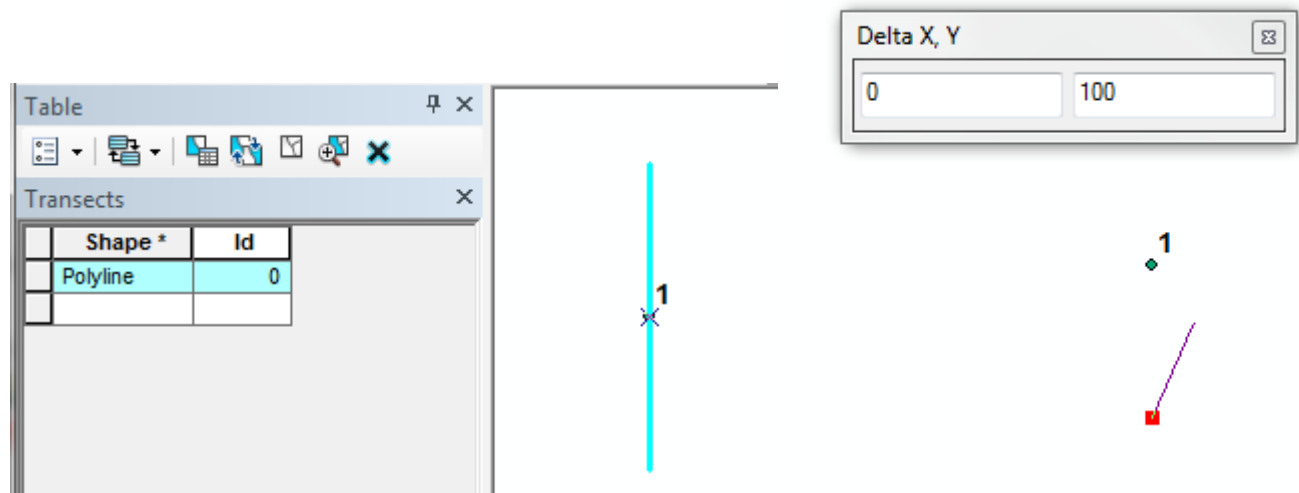 Delta X, Y
0 100
Table
Transects
Shape * Id
Polyline 0
1
1